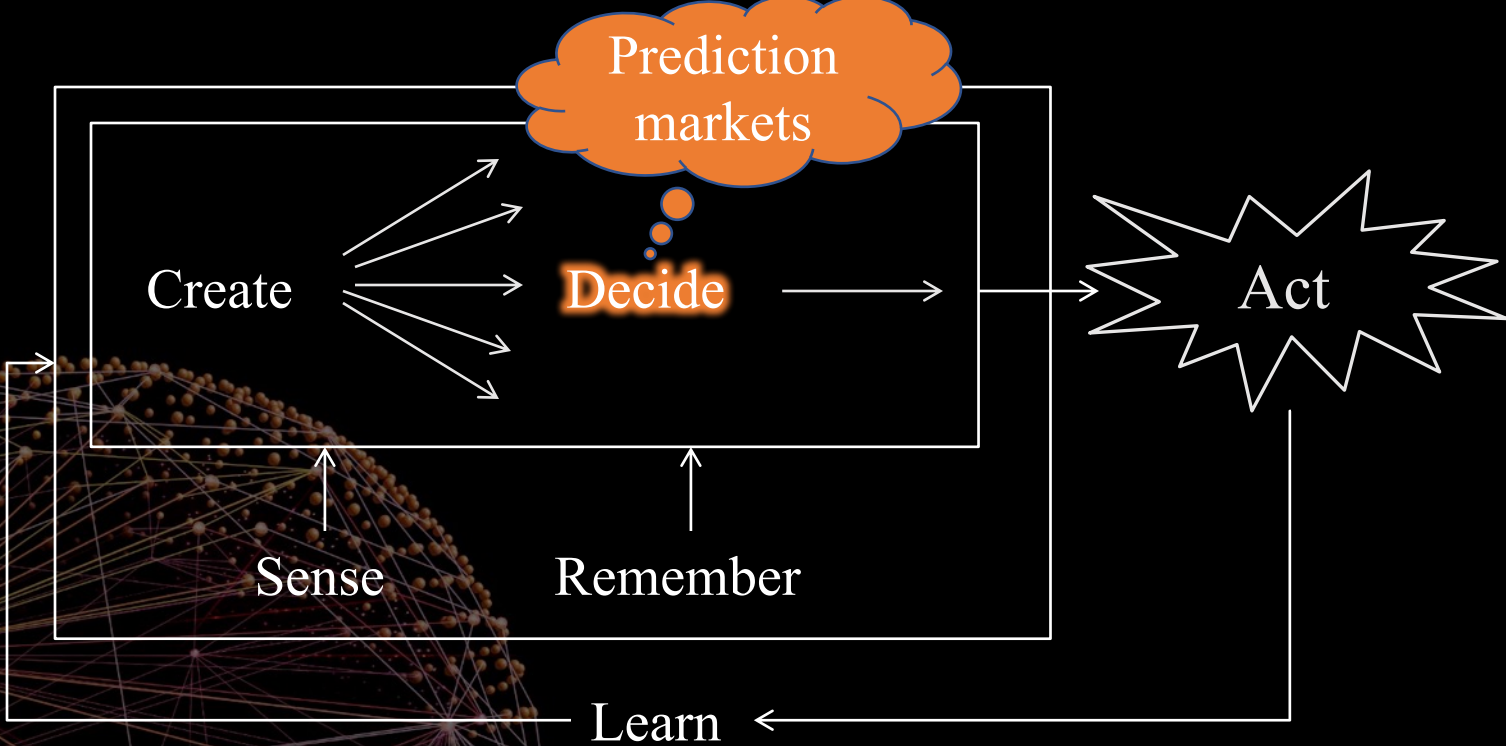 Prediction
markets
Create
Decide
Act
Sense
Remember
Learn